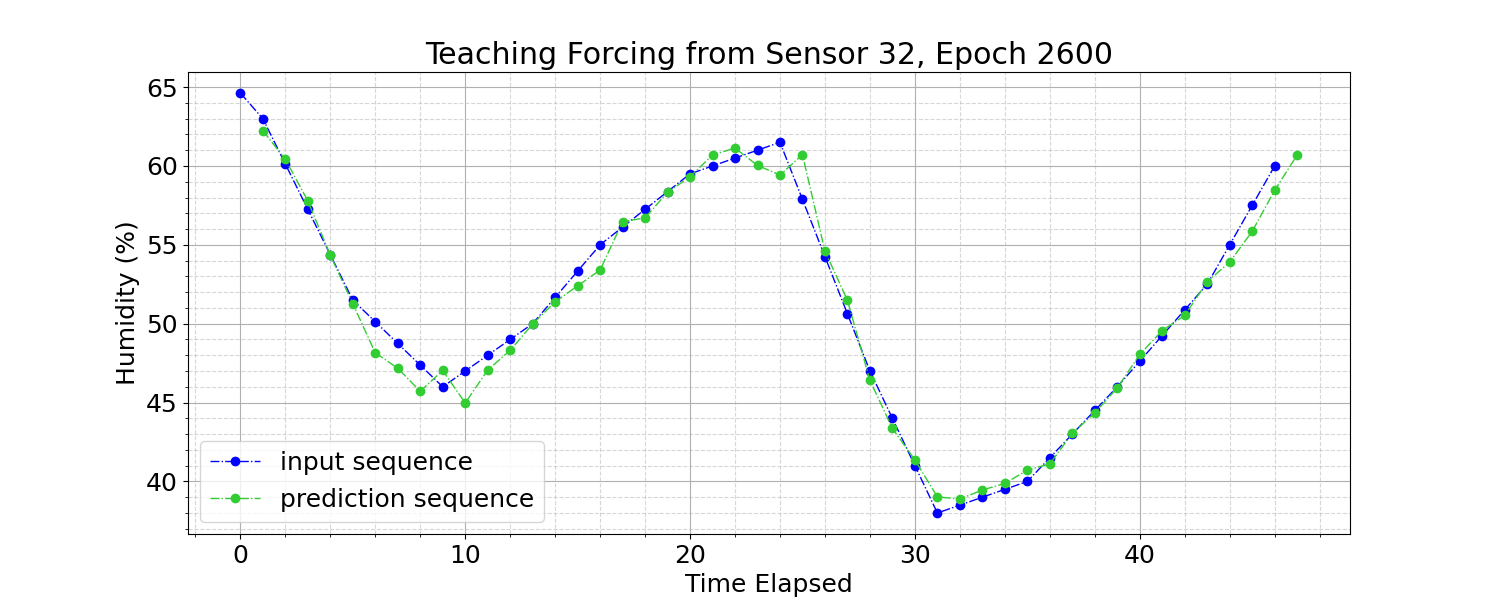 Teaching Forcing from Sensor 32, Epoch 2600
65
60
55
50
45
40
Humidity (%)
input sequence
prediction sequence
0 10 20 30 40
Time Elapsed